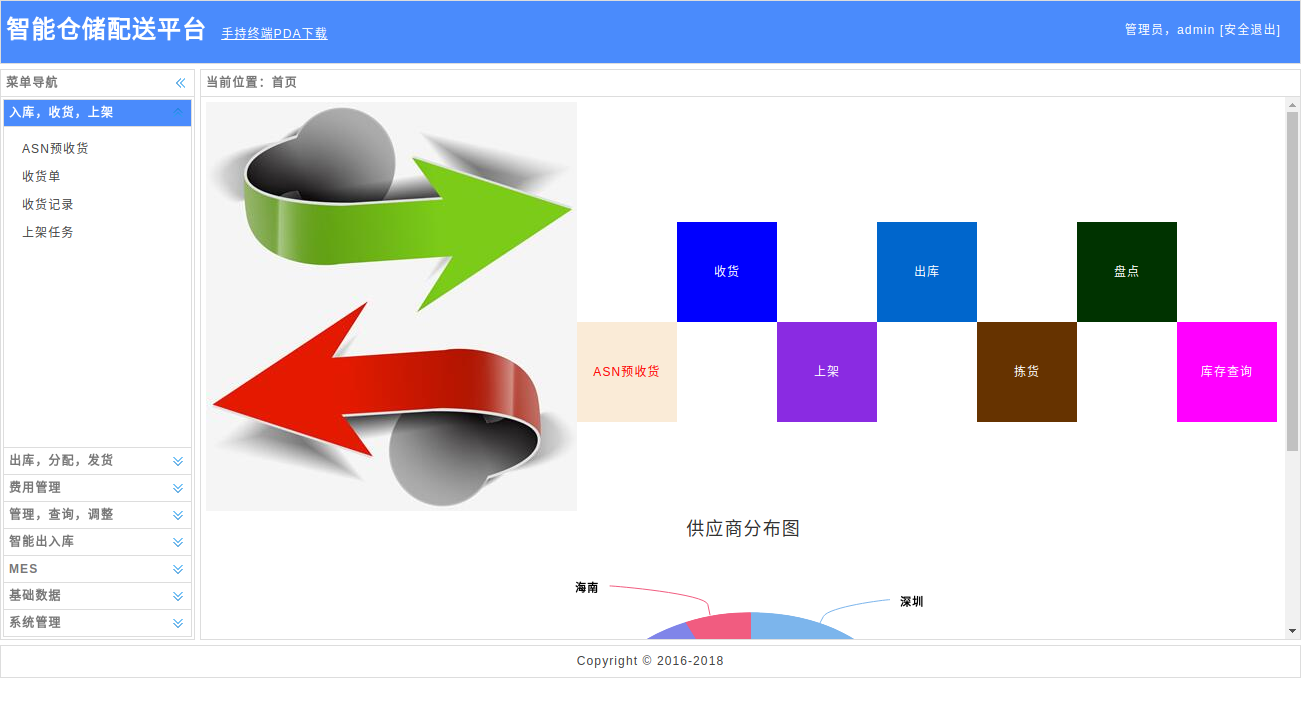 智能仓储配送平台 手持终端PDA下载 管理员，admin [安全退出]
菜单导航
当前位置：首页
入库，收货，上架
ASN预收货
收货单
收货记录
上架任务
出库，分配，发货
费用管理
管理，查询，调整
智能出入库
MES
基础数据
系统管理
收货 出库 盘点
ASN预收货 上架 拣货 库存查询
供应商分布图
海南
深圳
Copyright © 2016-2018